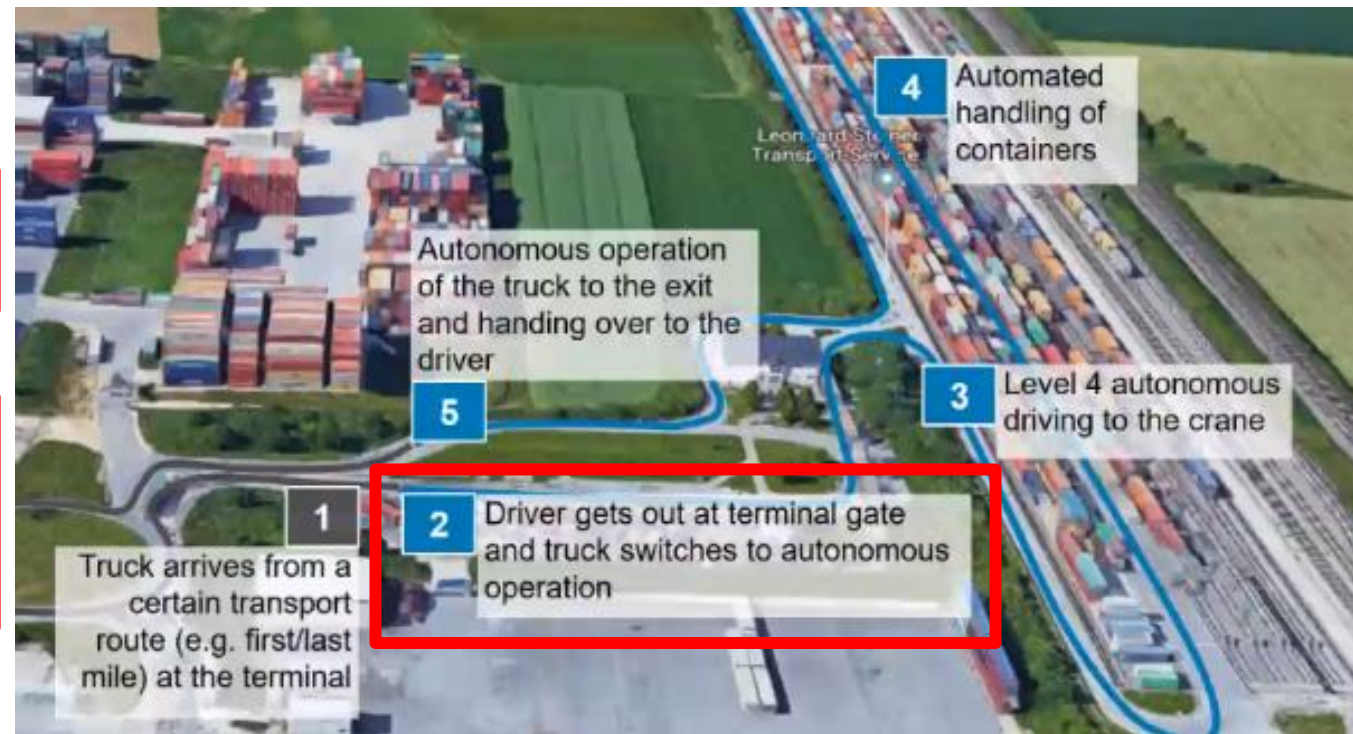 4
Automated
handling of
containers
Transport Service
Autonomous operation
of the truck to the exit
and handing over to the
driver
5
3
Level 4 autonomous
driving to the crane
1
Truck arrives from a
certain transport
route (e.g. first/last
mile) at the terminal
2
Driver gets out at terminal gate
and truck switches to autonomous
operation